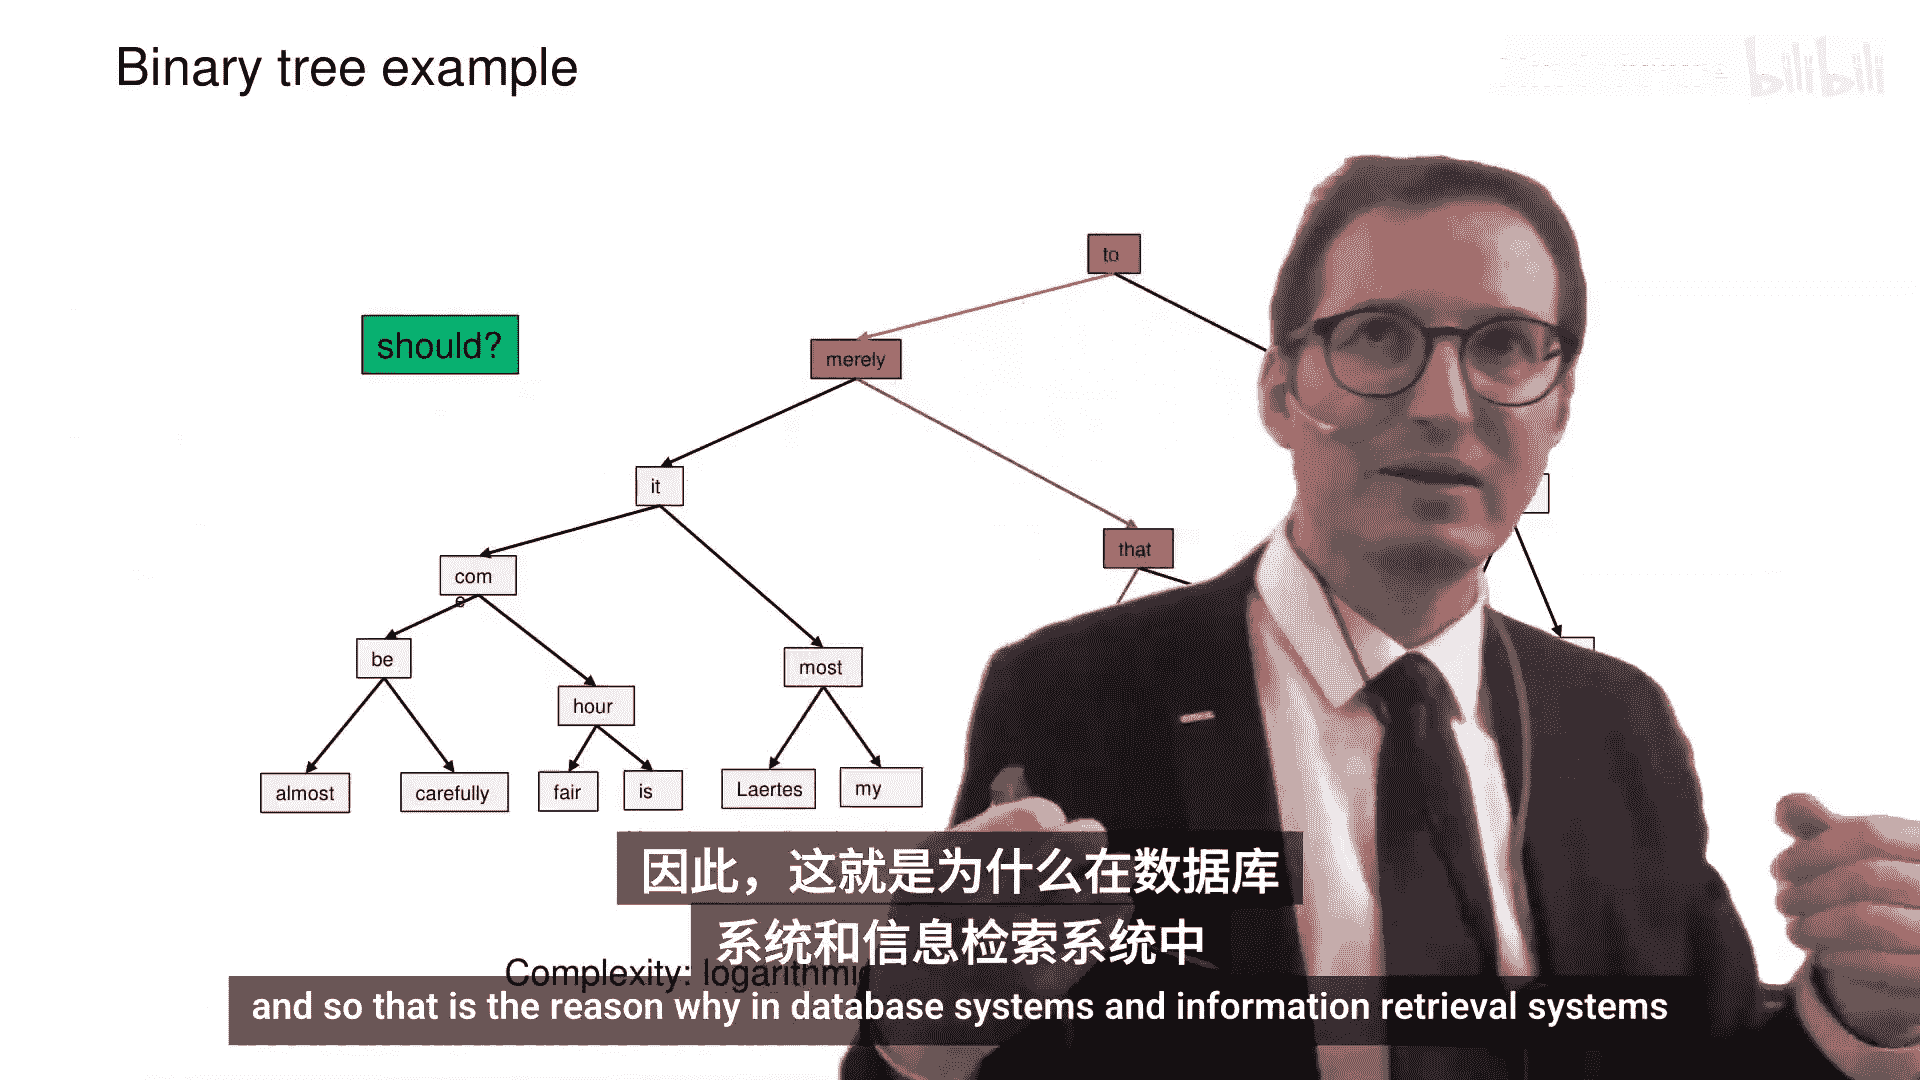 Binary tree example
bilibili
to
should?
merely
it
that
com
e
be
most
hour
almost
carefully
fair
is
Laertes
my
因此，这就是为什么在数据库
系统和信息检索系统中
Complexity: logarithmic
and so that is the reason why in database systems and information retrieval systems